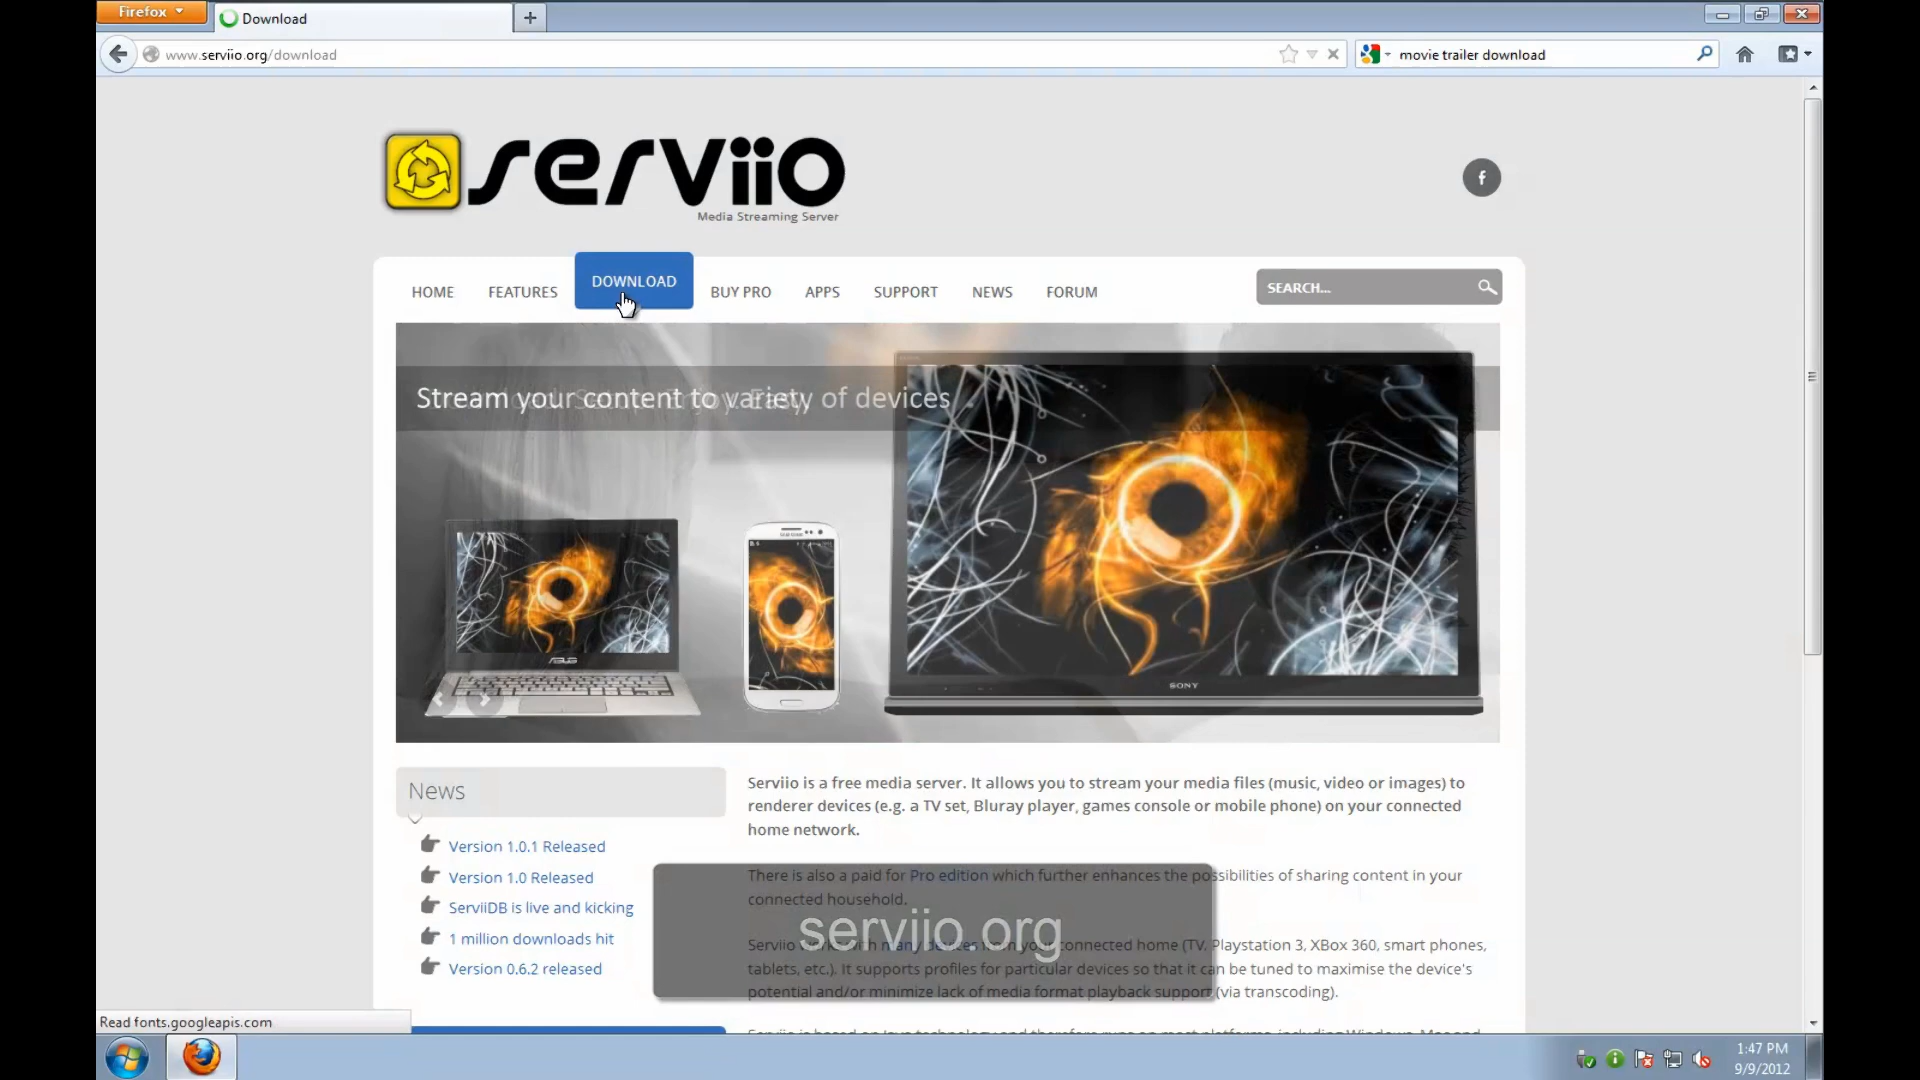 Firefox
Download
www.serviio.org/download
movie trailer download
serviio
Media Streaming Server
f
HOME
FEATURES
DOWNLOAD
BUY PRO
APPS
SUPPORT
NEWS
FORUM
SEARCH...
Stream your content to variety of devices
ASUS
SONY
News
Version 1.0.1 Released
Version 1.0 Released
ServiiDB is live and kicking
1 million downloads hit
Version 0.6.2 released
Serviio is a free media server. It allows you to stream your media files (music, video or images) to
renderer devices (e.g. a TV set, Bluray player, games console or mobile phone) on your connected
home network.
There is also a paid for Pro edition which further enhances the possibilities of sharing content in your
connected household.
Serviio works with many devices from your connected home (TV, Playstation 3, XBox 360, smart phones,
tablets, etc.). It supports profiles for particular devices so that it can be tuned to maximise the device's
potential and/or minimize lack of media format playback support (via transcoding).
serviio.org
Read fonts.googleapis.com
1:47 PM
9/9/2012